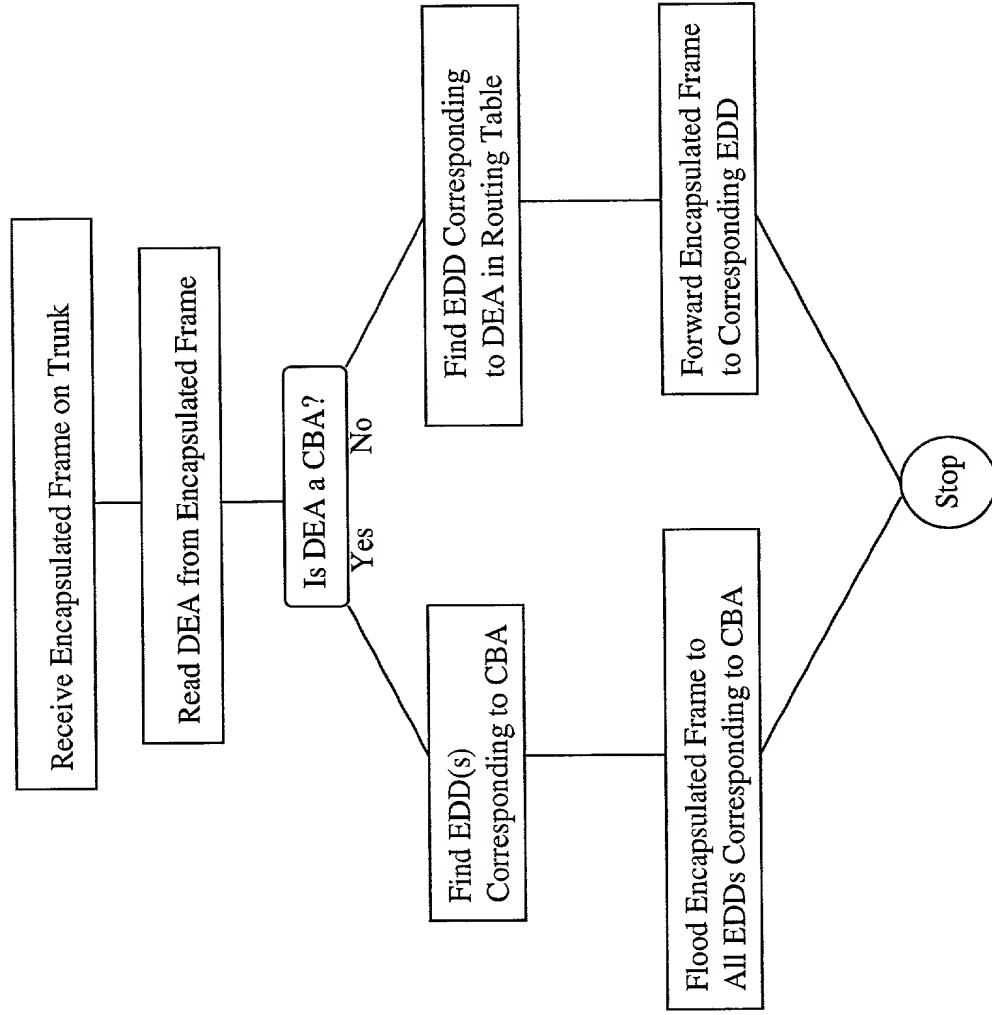 Receive Encapsulated Frame on Trunk
Read DEA from Encapsulated Frame
Is DEA a CBA?
Yes
No
Find EDD(s)
Corresponding to CBA
Find EDD Corresponding
to DEA in Routing Table
Flood Encapsulated Frame to
All EDDs Corresponding to CBA
Forward Encapsulated Frame
to Corresponding EDD
Stop